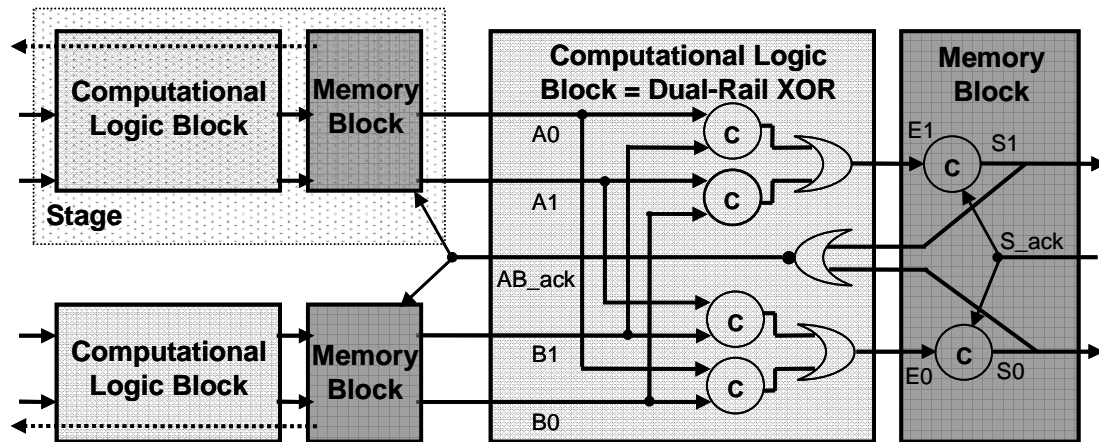 Computational
Logic Block
Memory
Block
Stage
Computational Logic
Block = Dual-Rail XOR
Memory
Block
A0
A1
AB_ack
B1
B0
C
C
C
C
E1
S1
C
S_ack
C
E0
S0
Computational
Logic Block
Memory
Block